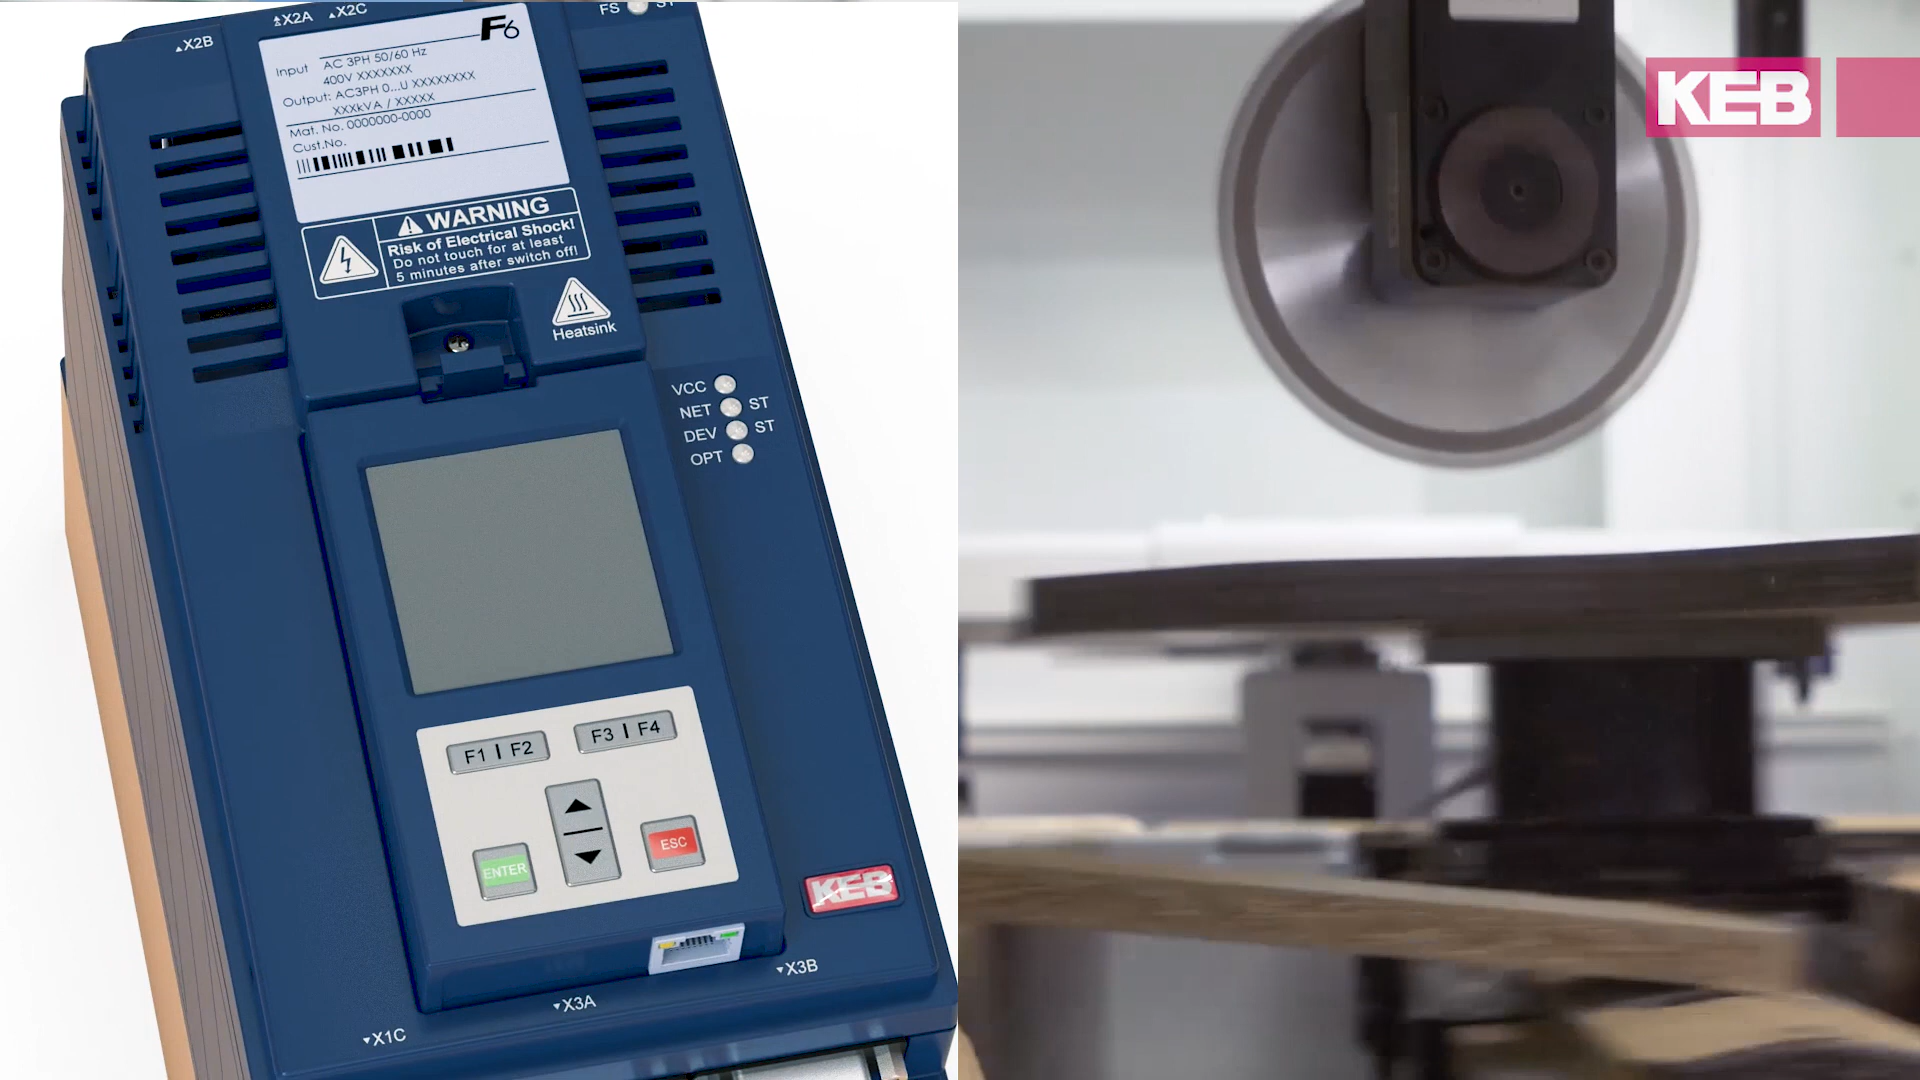 X2A
X2C
X2B
FS
ST
F6
Input AC 3PH 50/60 Hz
400V XXXXXXX
Output: AC3PH 0...U XXXXXXXX
XXXkVA / XXXXX
Mat. No. 0000000-0000
Cust.No.
WARNING
Risk of Electrical Shock!
Do not touch for at least
5 minutes after switch off!
Heatsink
VCC
NET ST
DEV ST
OPT
F1 | F2
F3 | F4
ENTER
ESC
KEB
X3B
X3A
X1C
KEB